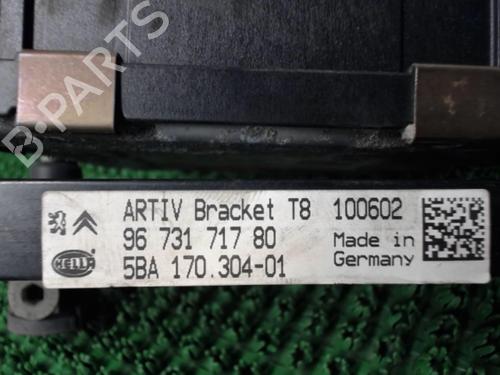 B-PARTS
ARTIV Bracket T8 100602
96 731 717 80
Made in
Germany
HELLA
5BA 170.304-01